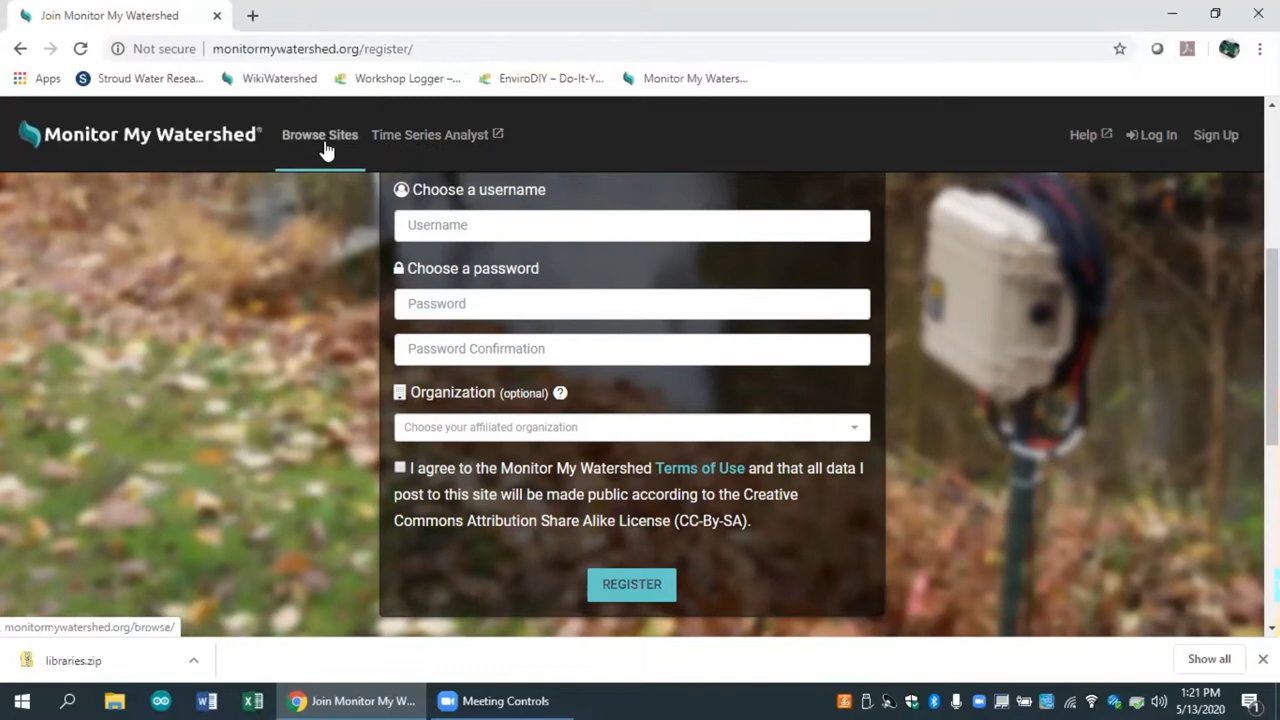 Join Monitor My Watershed
Not secure
monitormywatershed.org/register/
Apps
Stroud Water Resea...
WikiWatershed
Workshop Logger –...
EnviroDIY – Do-It-Y...
Monitor My Waters...
Monitor My Watershed®
Browse Sites
Time Series Analyst
Help
Log In
Sign Up
Choose a username
Username
Choose a password
Password
Password Confirmation
Organization (optional) ?
Choose your affiliated organization
I agree to the Monitor My Watershed Terms of Use and that all data I
post to this site will be made public according to the Creative
Commons Attribution Share Alike License (CC-By-SA).
REGISTER
monitormywatershed.org/browse/
libraries.zip
Show all
Join Monitor My W...
Meeting Controls
1:21 PM
5/13/2020